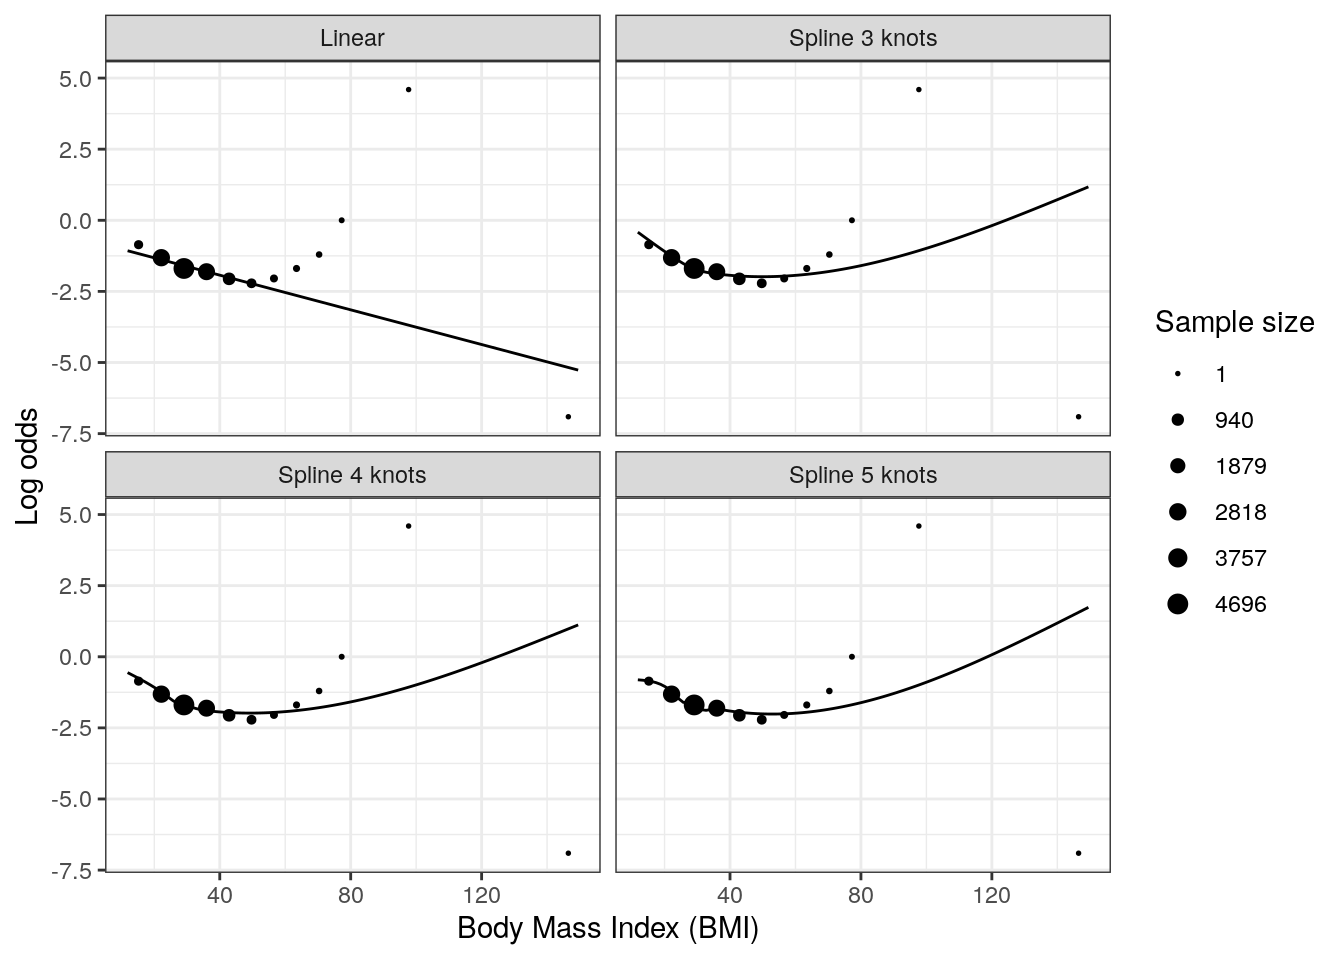 Linear
Spline 3 knots
5.0
2.5
0.0
-2.5
-5.0
-7.5
Spline 4 knots
Spline 5 knots
5.0
2.5
0.0
-2.5
-5.0
-7.5
40 80 120
40 80 120
Body Mass Index (BMI)
Log odds
Sample size
1
940
1879
2818
3757
4696